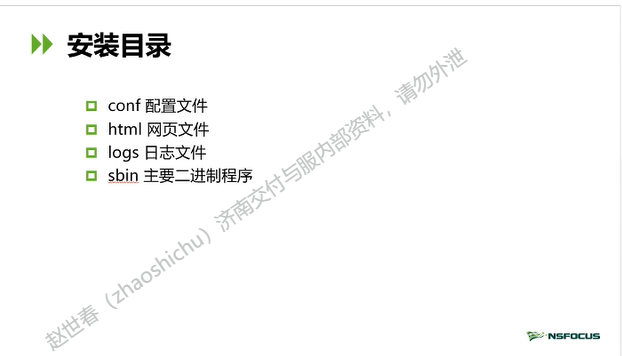 安装目录
conf 配置文件
html 网页文件
logs 日志文件
sbin 主要二进制程序
赵世春（zhaoshichu）济南交付与服内部资料，请勿外泄
NSFOCUS